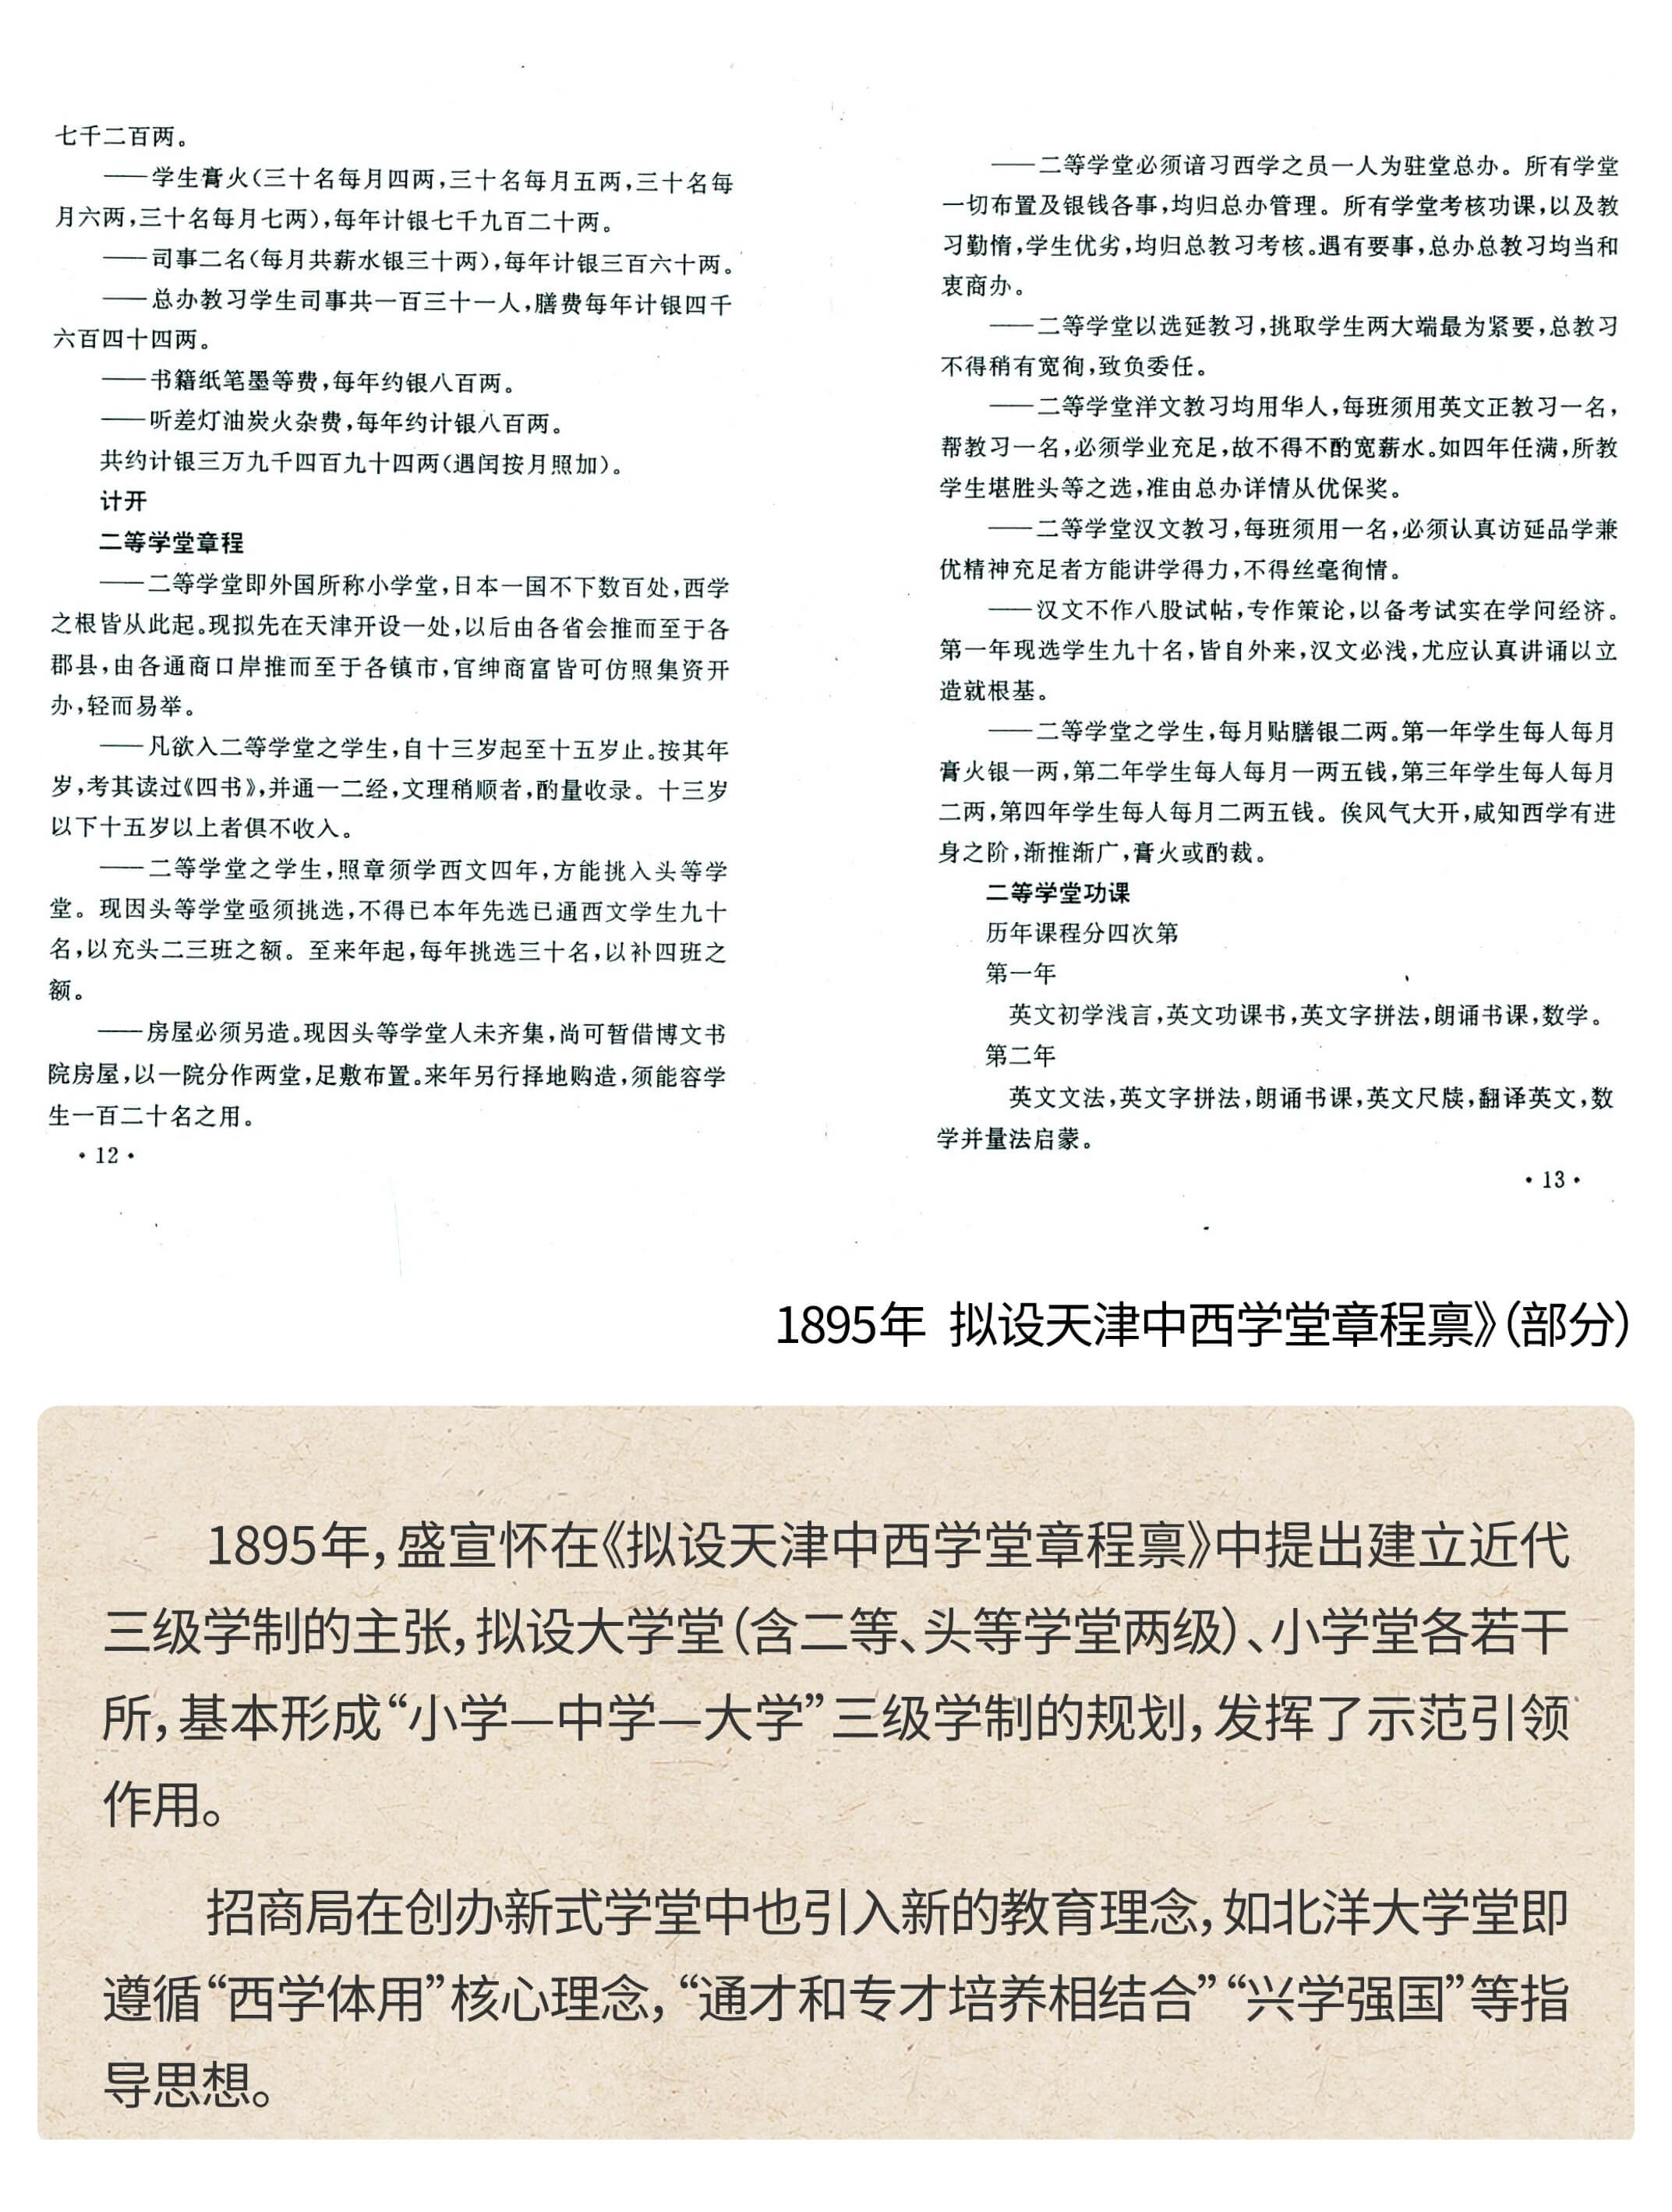 七千二百两。
——学生膏火(三十名每月四两,三十名每月五两,三十名每
月六两,三十名每月七两),每年计银七千九百二十两。
——司事二名(每月共薪水银三十两),每年计银三百六十两。
——总办教习学生司事共一百三十一人,膳费每年计银四千
六百四十四两。
——书籍纸笔墨等费,每年约银八百两。
——听差灯油炭火杂费,每年约计银八百两。
共约计银三万九千四百九十四两(遇闰按月照加)。
计开
二等学堂章程
——二等学堂即外国所称小学堂,日本一国不下数百处,西学
之根皆从此起。现拟先在天津开设一处,以后由各省会推而至于各
郡县,由各通商口岸推而至于各镇市,官绅商富皆可仿照集资开
办,轻而易举。
——凡欲入二等学堂之学生,自十三岁起至十五岁止。按其年
岁,考其读过《四书》,并通一二经,文理稍顺者,酌量收录。十三岁
以下十五岁以上者俱不收入。
——二等学堂之学生,照章须学西文四年,方能挑入头等学
堂。现因头等学堂亟须挑选,不得已本年先选已通西文学生九十
名,以充头二三班之额。至来年起,每年挑选三十名,以补四班之
额。
——房屋必须另造。现因头等学堂人未齐集,尚可暂借博文书
院房屋,以一院分作两堂,足敷布置。来年另行择地购造,须能容学
生一百二十名之用。
·12·
——二等学堂必须谙习西学之员一人为驻堂总办。所有学堂
一切布置及银钱各事,均归总办管理。所有学堂考核功课,以及教
习勤惰,学生优劣,均归总教习考核。遇有要事,总办总教习均当和
衷商办。
——二等学堂以选延教习,挑取学生两大端最为紧要,总教习
不得稍有宽徇,致负委任。
——二等学堂洋文教习均用华人,每班须用英文正教习一名,
帮教习一名,必须学业充足,故不得不酌宽薪水。如四年任满,所教
学生堪胜头等之选,准由总办详情从优保奖。
——二等学堂汉文教习,每班须用一名,必须认真访延品学兼
优精神充足者方能讲学得力,不得丝毫徇情。
——汉文不作八股试帖,专作策论,以备考试实在学问经济。
第一年现选学生九十名,皆自外来,汉文必浅,尤应认真讲诵以立
造就根基。
——二等学堂之学生,每月贴膳银二两。第一年学生每人每月
膏火银一两,第二年学生每人每月一两五钱,第三年学生每人每月
二两,第四年学生每人每月二两五钱。俟风气大开,咸知西学有进
身之阶,渐推渐广,膏火或酌裁。
二等学堂功课
历年课程分四次第
第一年
英文初学浅言,英文功课书,英文字拼法,朗诵书课,数学。
第二年
英文文法,英文字拼法,朗诵书课,英文尺牍,翻译英文,数
学并量法启蒙。
·13·
1895年 拟设天津中西学堂章程禀》(部分)
1895年,盛宣怀在《拟设天津中西学堂章程禀》中提出建立近代
三级学制的主张,拟设大学堂(含二等、头等学堂两级)、小学堂各若干
所,基本形成“小学—中学—大学”三级学制的规划,发挥了示范引领
作用。
招商局在创办新式学堂中也引入新的教育理念,如北洋大学堂即
遵循“西学体用”核心理念,“通才和专才培养相结合”“兴学强国”等指
导思想。